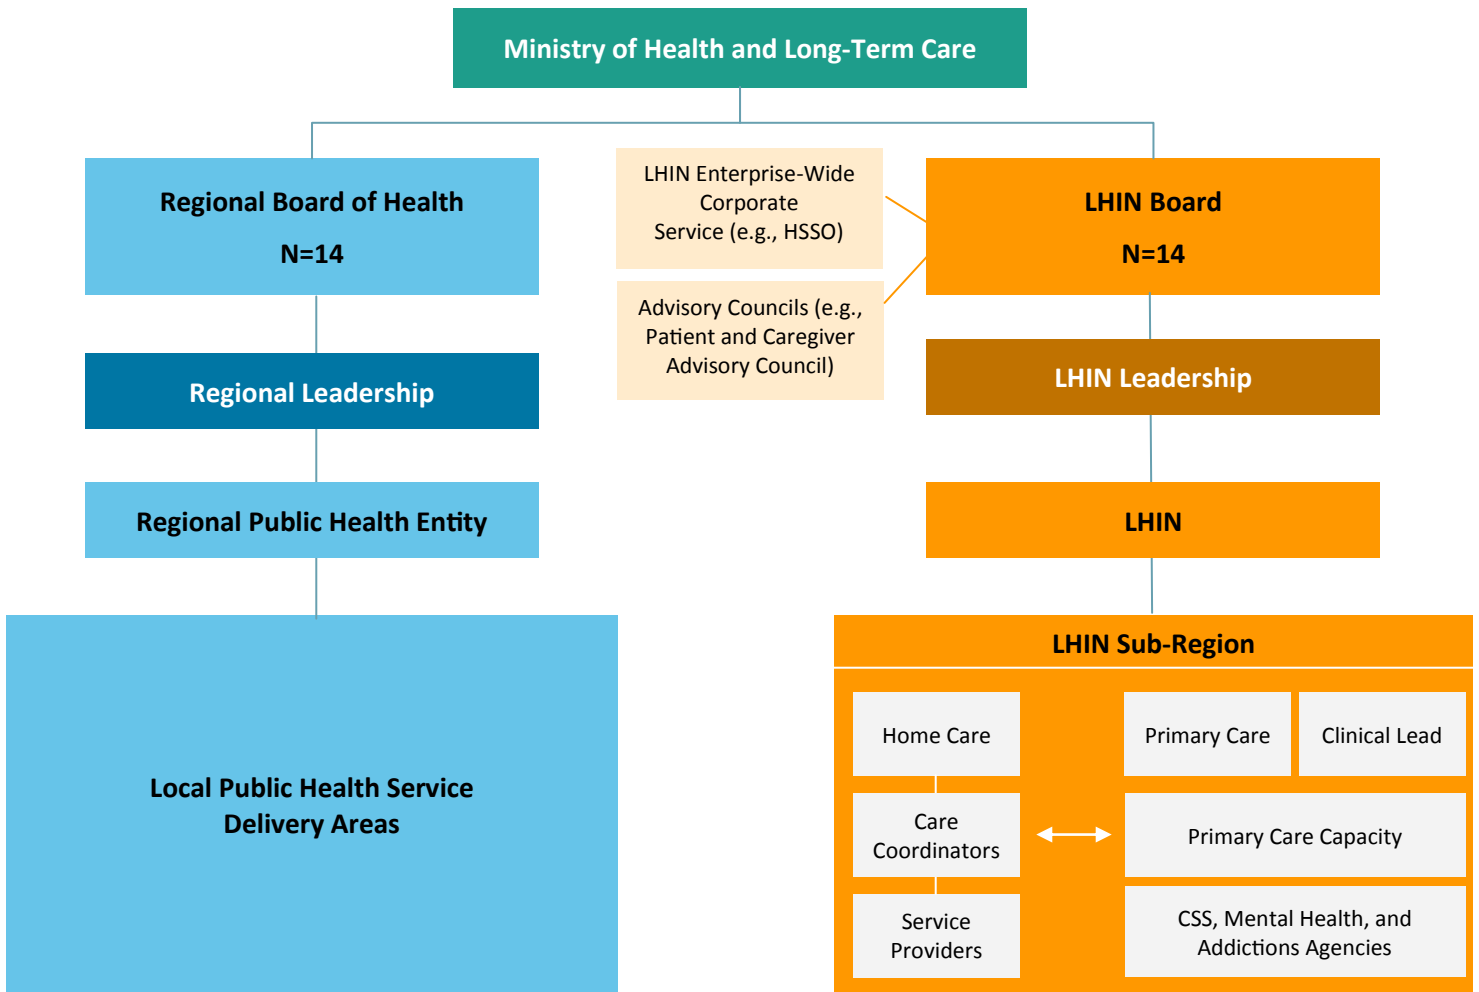 Ministry of Health and Long-Term Care
Regional Board of Health
N=14
LHIN Enterprise-Wide
Corporate
Service (e.g., HSSO)
Advisory Councils (e.g.,
Patient and Caregiver
Advisory Council)
LHIN Board
N=14
Regional Leadership
LHIN Leadership
Regional Public Health Entity
LHIN
Local Public Health Service
Delivery Areas
LHIN Sub-Region
Home Care
Primary Care
Clinical Lead
Care
Coordinators
Primary Care Capacity
Service
Providers
CSS, Mental Health, and
Addictions Agencies